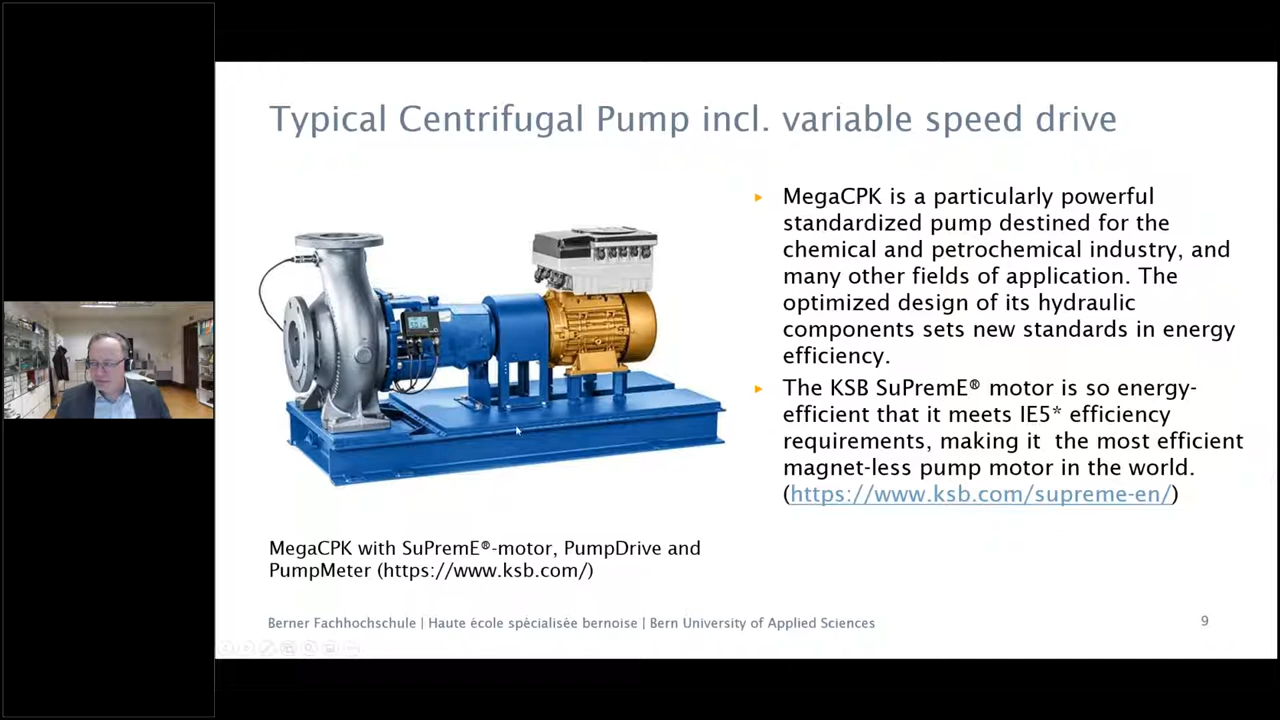 Typical Centrifugal Pump incl. variable speed drive
MegaCPK is a particularly powerful
standardized pump destined for the
chemical and petrochemical industry, and
many other fields of application. The
optimized design of its hydraulic
components sets new standards in energy
efficiency.
The KSB SuPremE® motor is so energy-
efficient that it meets IE5* efficiency
requirements, making it  the most efficient
magnet-less pump motor in the world.
(https://www.ksb.com/supreme-en/)
MegaCPK with SuPremE®-motor, PumpDrive and
PumpMeter (https://www.ksb.com/)
Berner Fachhochschule | Haute école spécialisée bernoise | Bern University of Applied Sciences
9